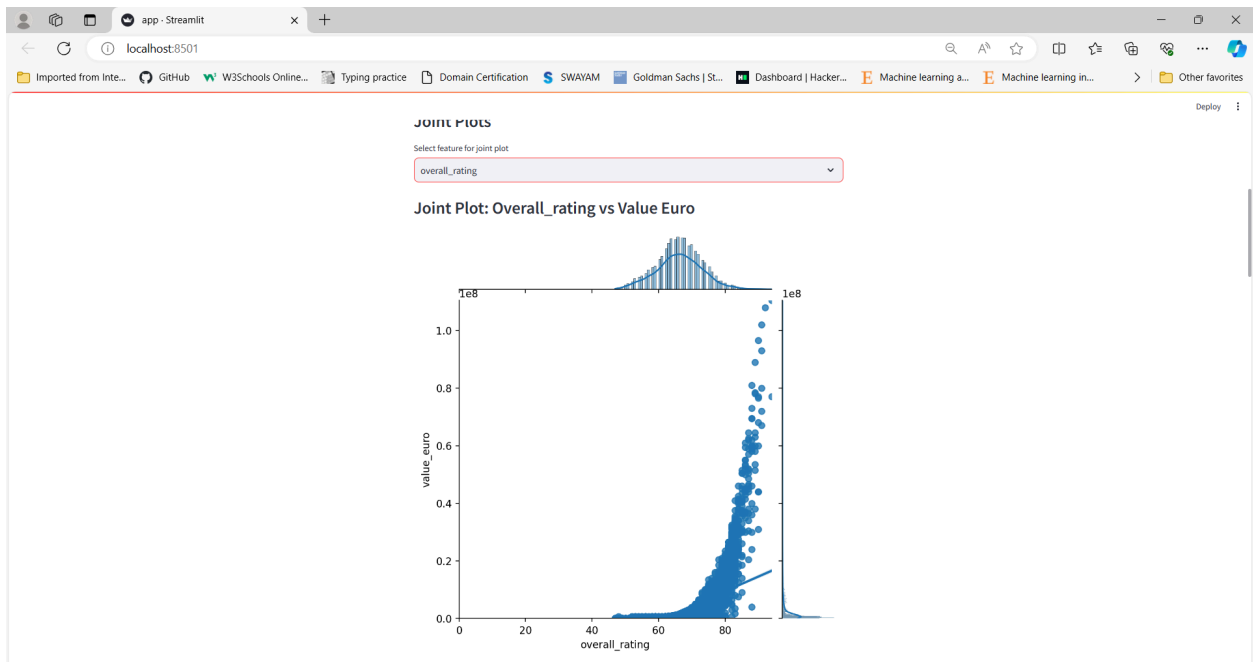 app · Streamlit
localhost:8501
Imported from Inte... GitHub W3Schools Online... Typing practice Domain Certification SWAYAM Goldman Sachs | St... Dashboard | Hacker... Machine learning a... Machine learning in... Other favorites
Deploy
Joint Plots
Select feature for joint plot
overall_rating
Joint Plot: Overall_rating vs Value Euro
1e8 1e8
1.0
0.8
0.6
value_euro
0.4
0.2
0.0
0 20 40 60 80
overall_rating